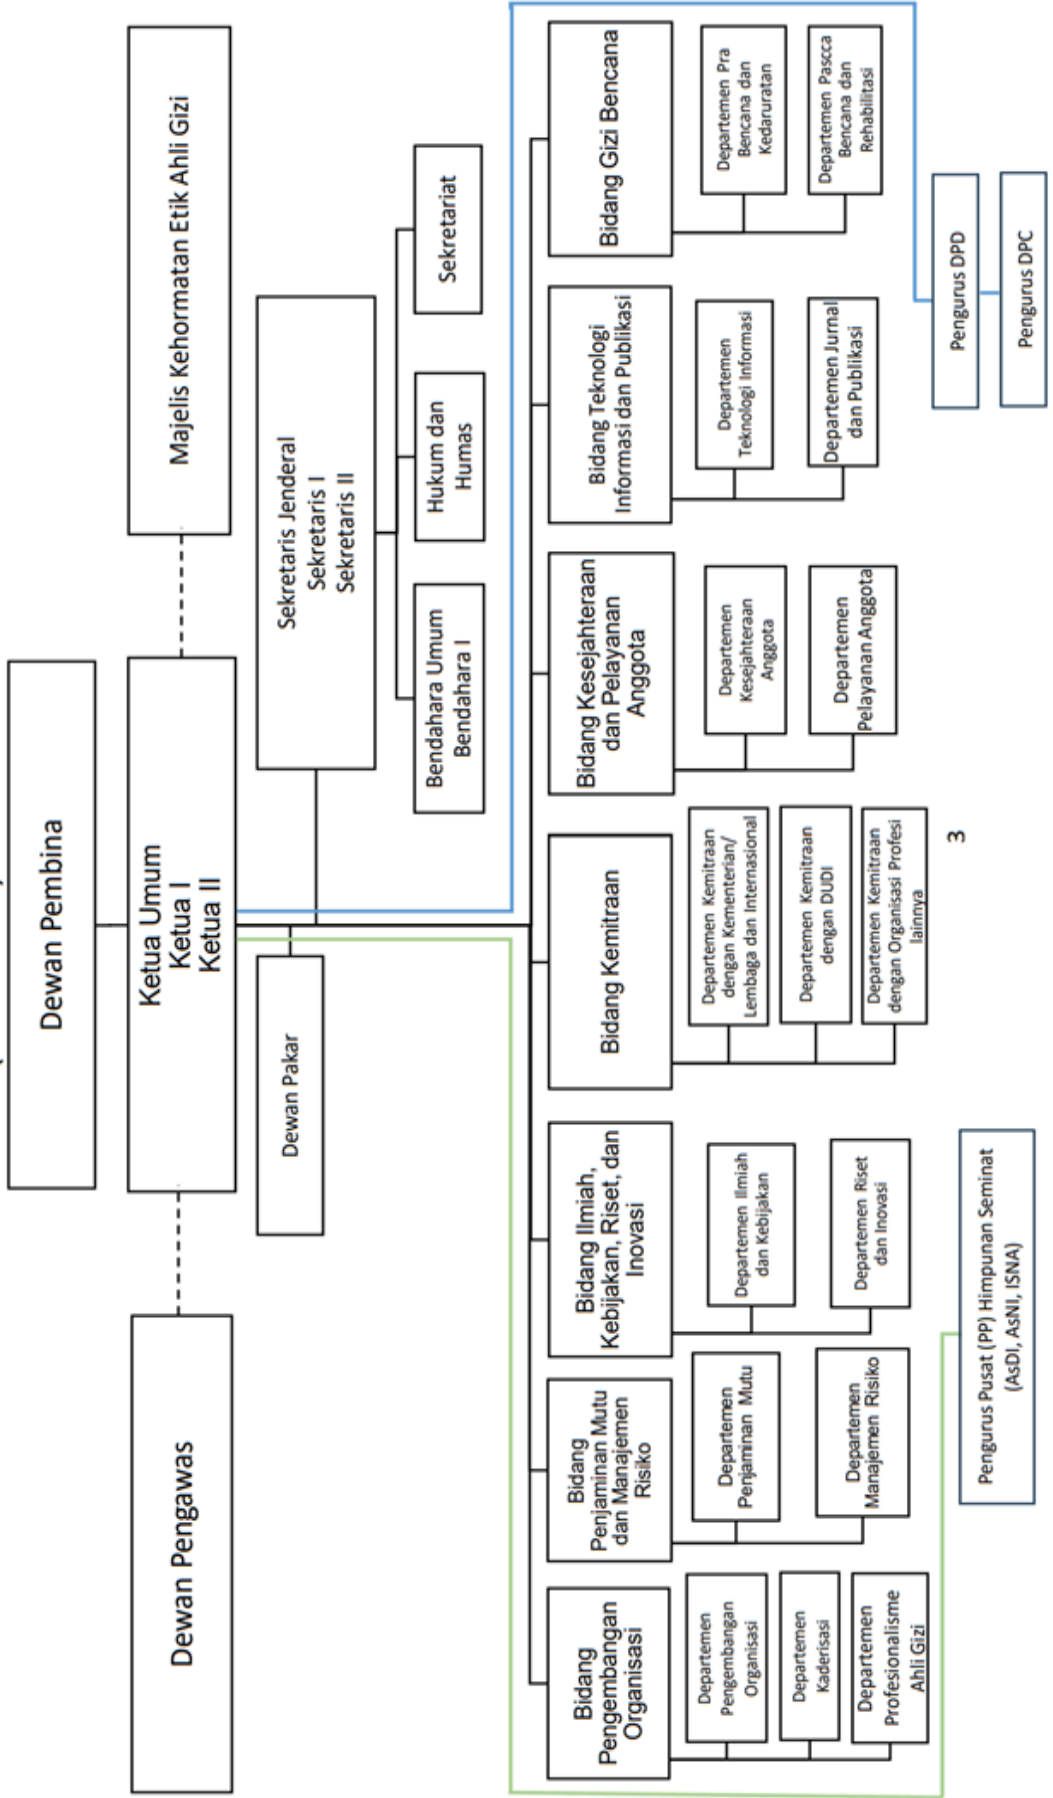 Dewan Pembina
Dewan Pengawas
Ketua Umum
Ketua I
Ketua II
Majelis Kehormatan Etik Ahli Gizi
Dewan Pakar
Sekretaris Jenderal
Sekretaris I
Sekretaris II
Bendahara Umum
Bendahara I
Hukum dan
Humas
Sekretariat
Bidang
Pengembangan
Organisasi
Departemen
Pengembangan
Organisasi
Departemen
Kaderisasi
Departemen
Profesionalisme
Ahli Gizi
Bidang
Penjaminan Mutu
dan Manajemen
Risiko
Departemen
Penjaminan Mutu
Departemen
Manajemen Risiko
Bidang Ilmiah,
Kebijakan, Riset, dan
Inovasi
Departemen Ilmiah
dan Kebijakan
Departemen Riset
dan Inovasi
Bidang Kemitraan
Departemen Kemitraan
dengan Kementerian/
Lembaga dan Internasional
Departemen Kemitraan
dengan DUDI
Departemen Kemitraan
dengan Organisasi Profesi
lainnya
Bidang Kesejahteraan
dan Pelayanan
Anggota
Departemen
Kesejahteraan
Anggota
Departemen
Pelayanan Anggota
Bidang Teknologi
Informasi dan Publikasi
Departemen
Teknologi Informasi
Departemen Jurnal
dan Publikasi
Bidang Gizi Bencana
Departemen Pra
Bencana dan
Kedaruratan
Departemen Pascca
Bencana dan
Rehabilitasi
Pengurus Pusat (PP) Himpunan Seminat
(AsDI, AsNI, ISNA)
3
Pengurus DPD
Pengurus DPC